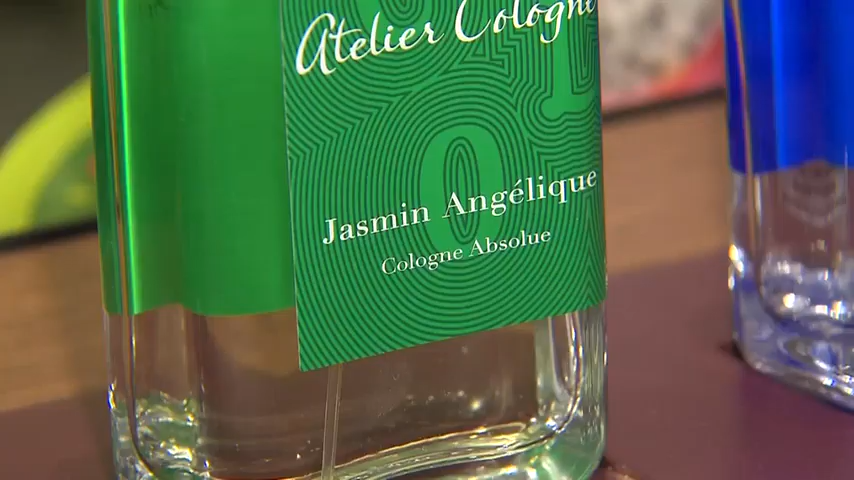 Atelier Cologne
Jasmin Angélique
Cologne Absolue